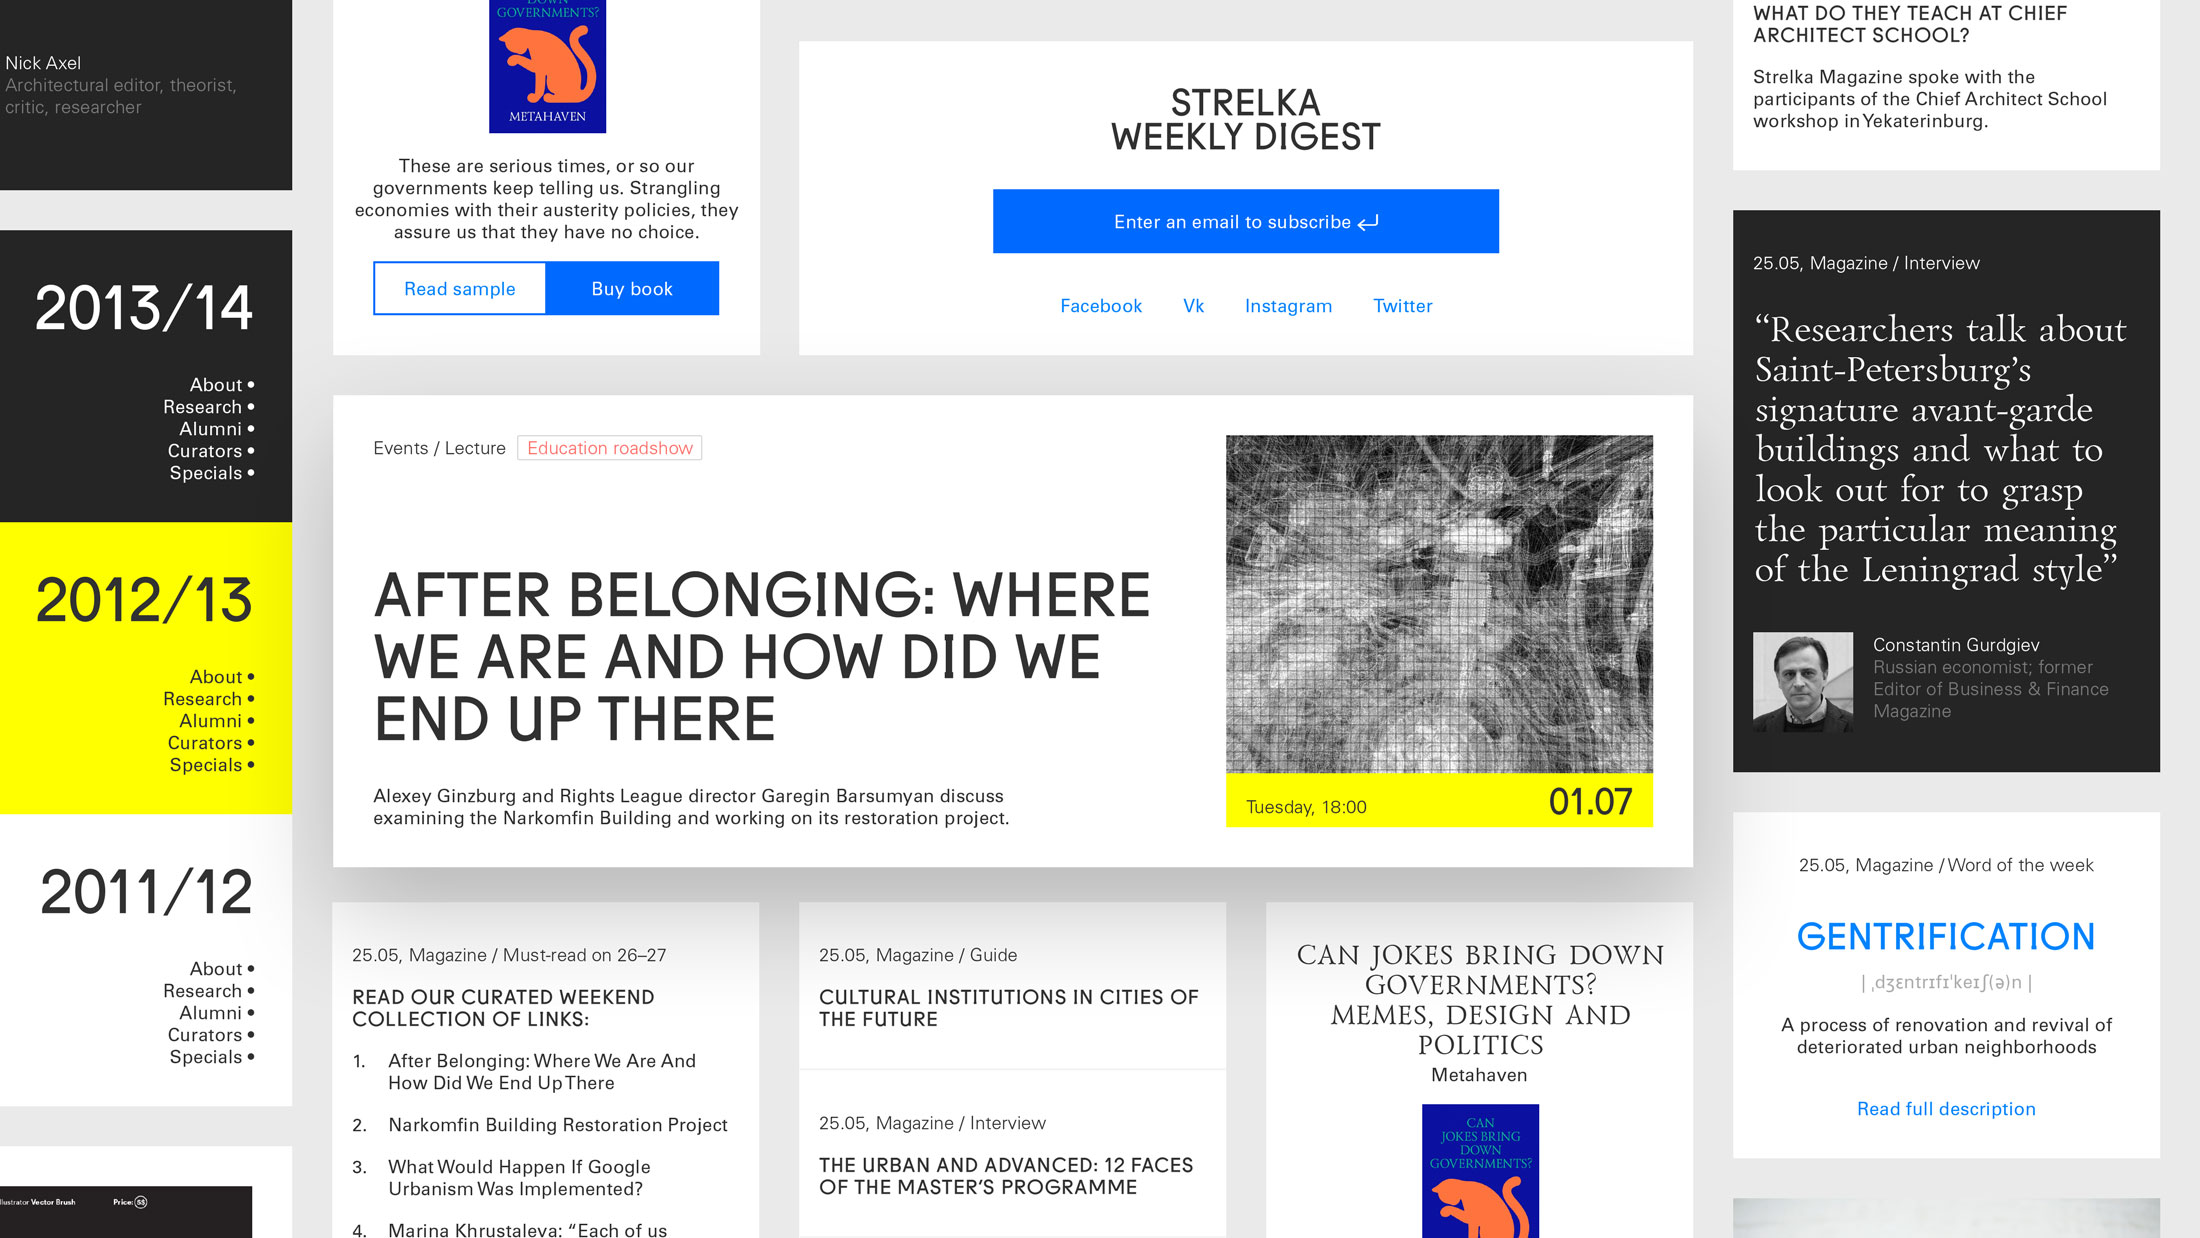 Nick Axel
Architectural editor, theorist,
critic, researcher
2013/14
About •
Research •
Alumni •
Curators •
Specials •
2012/13
About •
Research •
Alumni •
Curators •
Specials •
2011/12
About •
Research •
Alumni •
Curators •
Specials •
Vector Brush
Price: $$
DOWN
GOVERNMENTS?
METAHAVEN
These are serious times, or so our
governments keep telling us. Strangling
economies with their austerity policies, they
assure us that they have no choice.
Read sample
Buy book
STRELKA
WEEKLY DIGEST
Enter an email to subscribe
Facebook
Vk
Instagram
Twitter
Events / Lecture
Education roadshow
AFTER BELONGING: WHERE
WE ARE AND HOW DID WE
END UP THERE
Alexey Ginzburg and Rights League director Garegin Barsumyan discuss
examining the Narkomfin Building and working on its restoration project.
Tuesday, 18:00
01.07
25.05, Magazine / Must-read on 26–27
READ OUR CURATED WEEKEND
COLLECTION OF LINKS:
1. After Belonging: Where We Are And
How Did We End Up There
2. Narkomfin Building Restoration Project
3. What Would Happen If Google
Urbanism Was Implemented?
4. Marina Khrustaleva: “Each of us
25.05, Magazine / Guide
CULTURAL INSTITUTIONS IN CITIES OF
THE FUTURE
25.05, Magazine / Interview
THE URBAN AND ADVANCED: 12 FACES
OF THE MASTER’S PROGRAMME
CAN JOKES BRING DOWN
GOVERNMENTS?
MEMES, DESIGN AND
POLITICS
Metahaven
CAN
JOKES BRING
DOWN
GOVERNMENTS?
WHAT DO THEY TEACH AT CHIEF
ARCHITECT SCHOOL?
Strelka Magazine spoke with the
participants of the Chief Architect School
workshop in Yekaterinburg.
25.05, Magazine / Interview
“Researchers talk about
Saint-Petersburg’s
signature avant-garde
buildings and what to
look out for to grasp
the particular meaning
of the Leningrad style”
Constantin Gurdgiev
Russian economist; former
Editor of Business & Finance
Magazine
25.05, Magazine / Word of the week
GENTRIFICATION
| ˌdʒɛntrɪfɪˈkeɪʃ(ə)n |
A process of renovation and revival of
deteriorated urban neighborhoods
Read full description